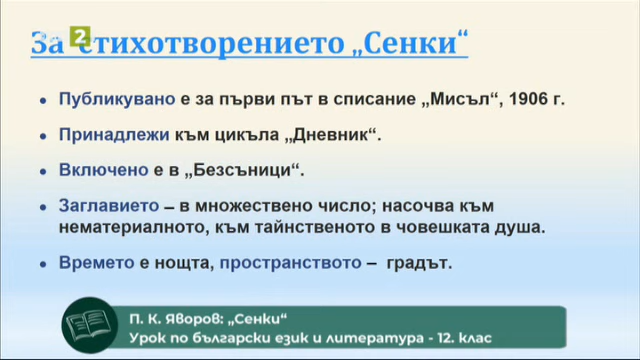 За стихотворението „Сенки“
2
• Публикувано е за първи път в списание „Мисъл“, 1906 г.
• Принадлежи към цикъла „Дневник“.
• Включено е в „Безсъници“.
• Заглавието – в множествено число; насочва към
нематериалното, към тайнственото в човешката душа.
• Времето е нощта, пространството – градът.
П. К. Яворов: „Сенки“
Урок по български език и литература - 12. клас